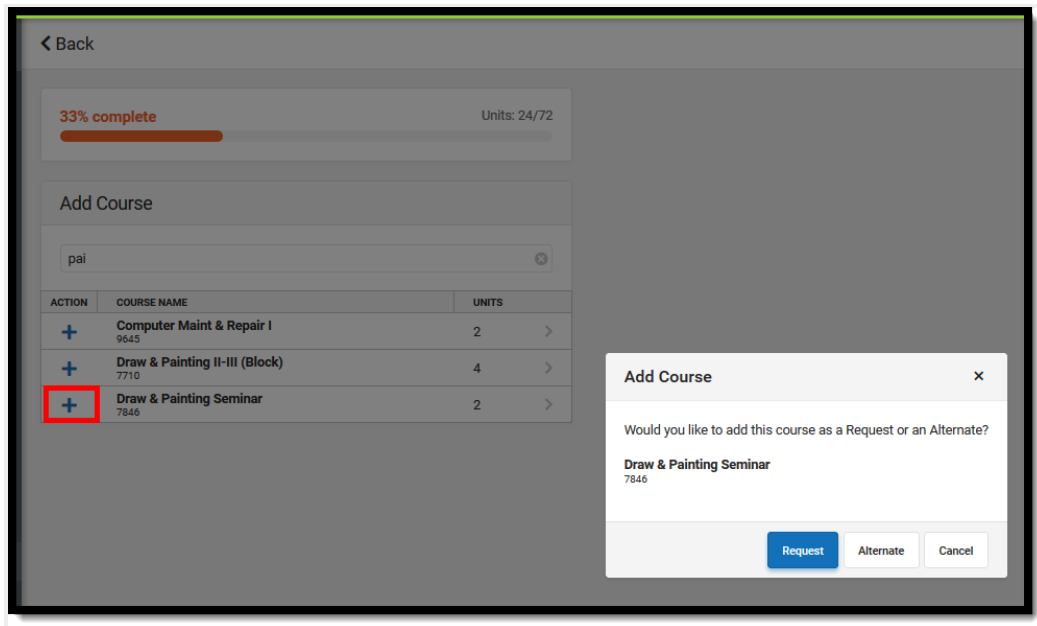 Back
33% complete Units: 24/72
Add Course
pai
ACTION COURSE NAME UNITS
Computer Maint & Repair I 2
9645
Draw & Painting II-III (Block) 4
7710
Draw & Painting Seminar 2
7846
Add Course
Would you like to add this course as a Request or an Alternate?
Draw & Painting Seminar
7846
Request Alternate Cancel